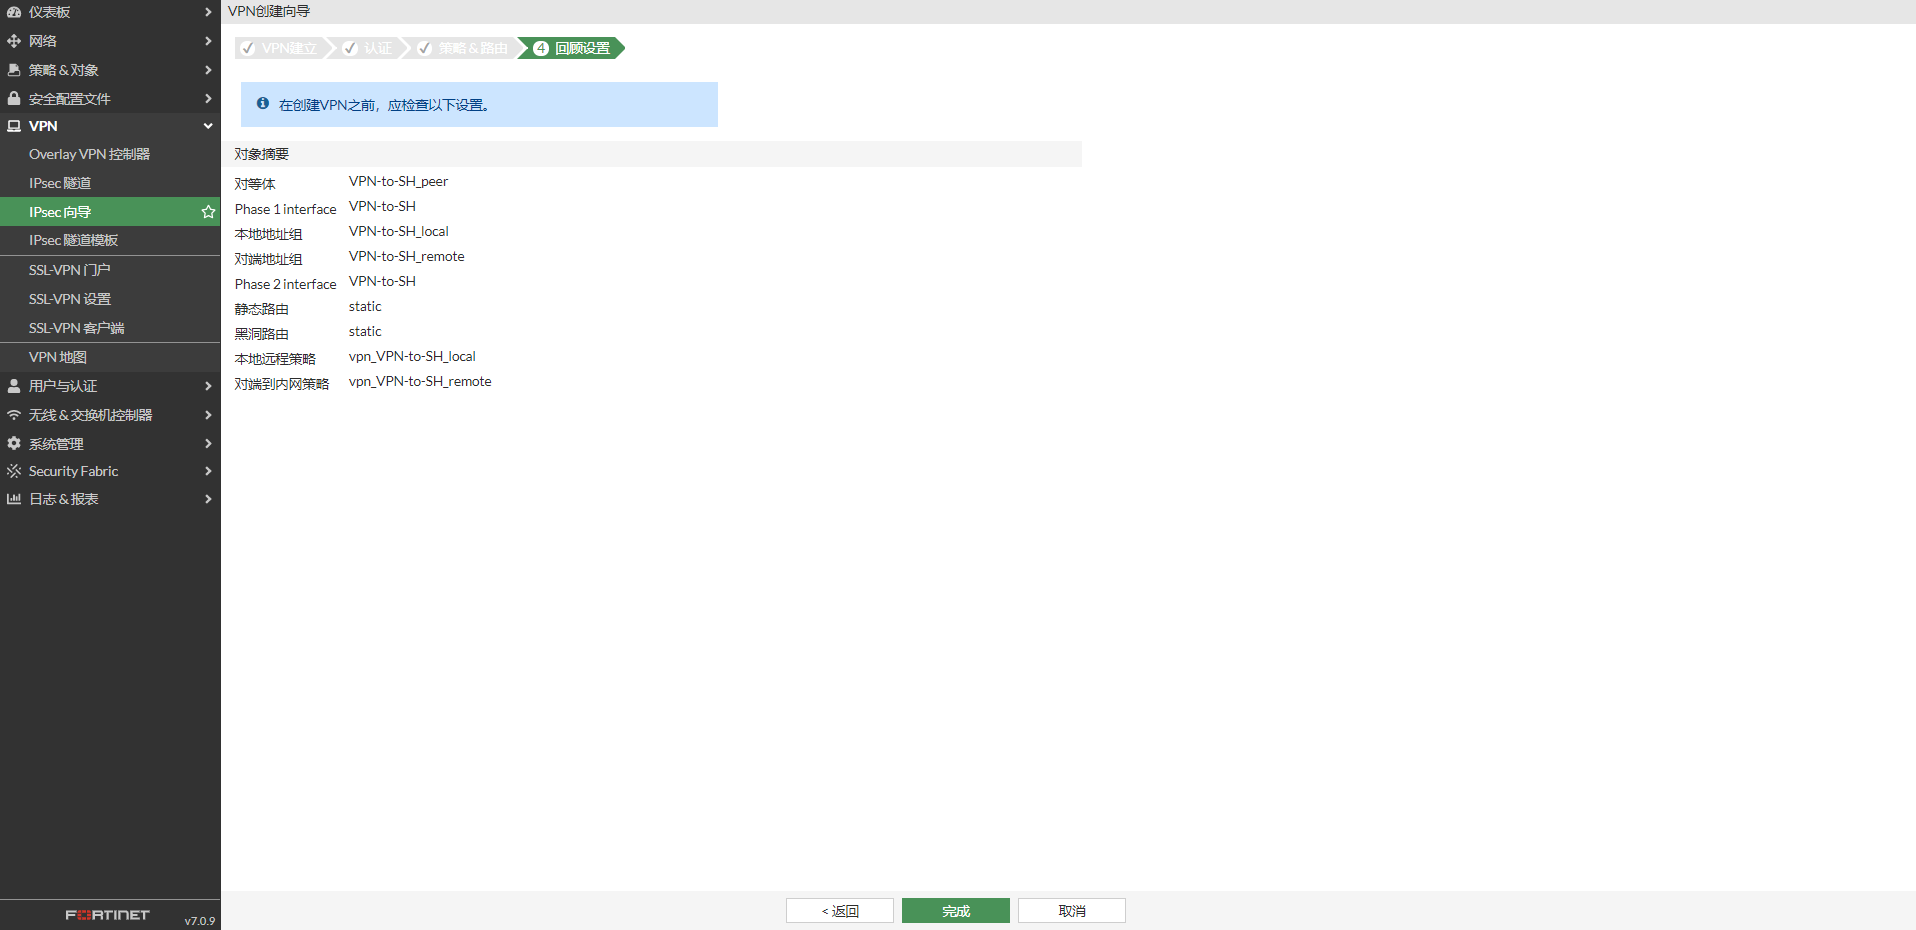 仪表板
网络
策略 & 对象
安全配置文件
VPN
Overlay VPN 控制器
IPsec 隧道
IPsec 向导
IPsec 隧道模板
SSL-VPN 门户
SSL-VPN 设置
SSL-VPN 客户端
VPN 地图
用户与认证
无线 & 交换机控制器
系统管理
Security Fabric
日志 & 报表
FORTINET
v7.0.9
VPN创建向导
VPN建立 认证 策略 & 路由 4 回顾设置
在创建VPN之前，应检查以下设置。
对象摘要
对等体 VPN-to-SH_peer
Phase 1 interface VPN-to-SH
本地地址组 VPN-to-SH_local
对端地址组 VPN-to-SH_remote
Phase 2 interface VPN-to-SH
静态路由 static
黑洞路由 static
本地远程策略 vpn_VPN-to-SH_local
对端到内网策略 vpn_VPN-to-SH_remote
< 返回 完成 取消